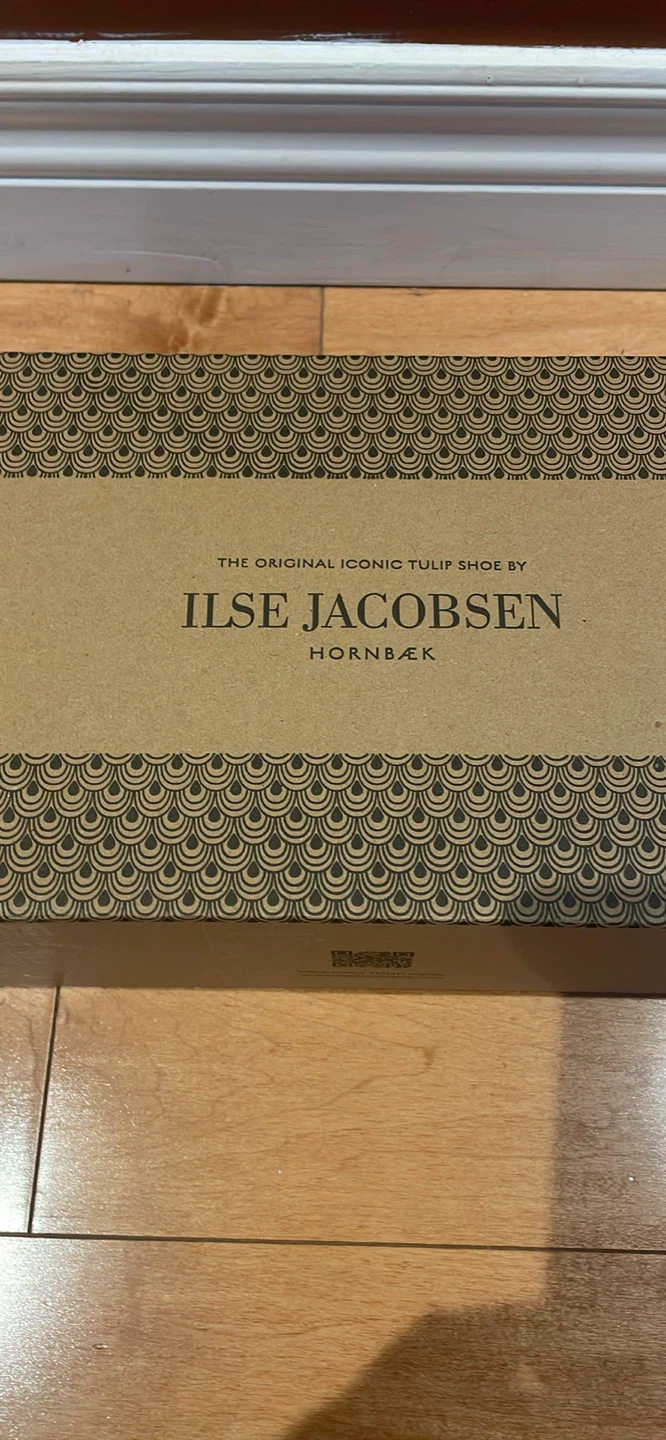 THE ORIGINAL ICONIC TULIP SHOE BY
ILSE JACOBSEN
HORNBÆK